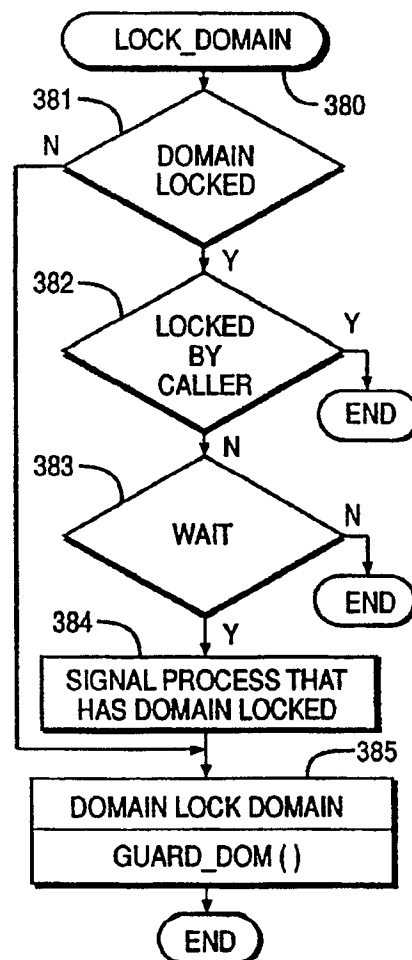 LOCK_DOMAIN
380
381
N
DOMAIN
LOCKED
Y
382
LOCKED
BY
CALLER
Y
END
N
383
WAIT
N
END
Y
384
SIGNAL PROCESS THAT
HAS DOMAIN LOCKED
385
DOMAIN LOCK DOMAIN
GUARD_DOM ( )
END